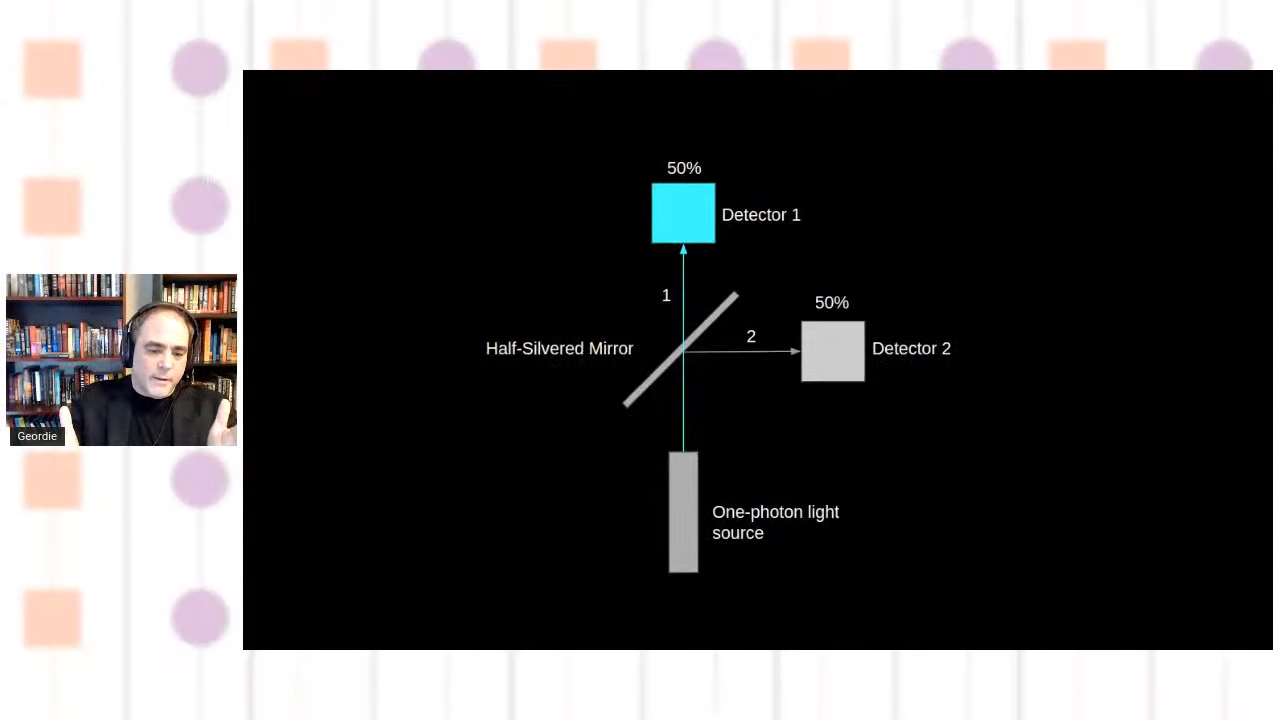 50%
Detector 1
1
50%
2
Half-Silvered Mirror
Detector 2
Geordie
One-photon light
source